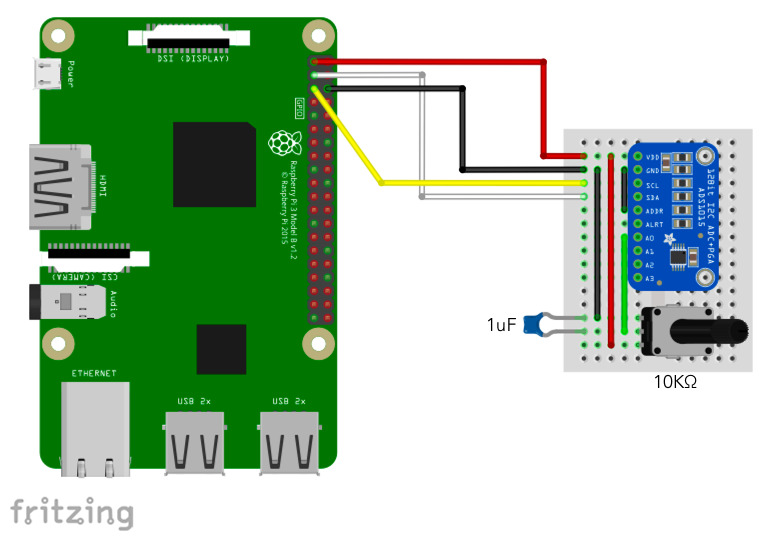 DSI (DISPLAY)
Power
GPIO
HDMI
Raspberry Pi 3 Model B v1.2
© Raspberry Pi 2015
CSI (CAMERA)
Audio
ETHERNET
USB 2x
USB 2x
VDD
GND
SCL
SDA
ADDR
ALRT
A0
A1
A2
A3
12Bit I2C ADC+PGA
ADS1015
1uF
10KΩ
fritzing